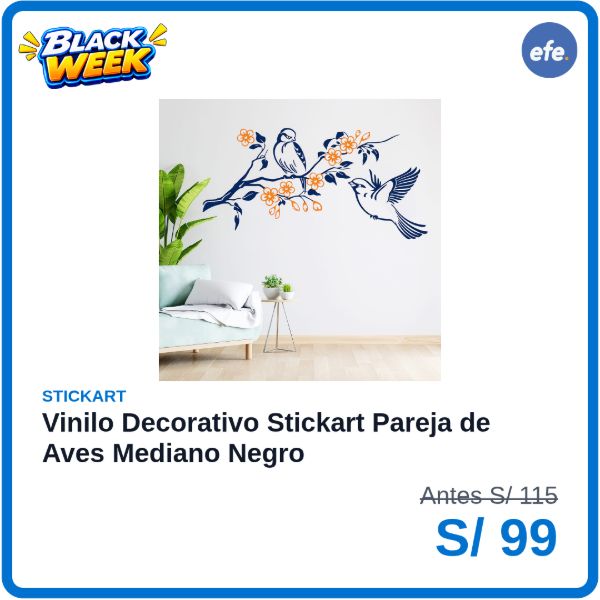 BLACK
WEEK
efe.
STICKART
Vinilo Decorativo Stickart Pareja de
Aves Mediano Negro
Antes S/ 115
S/ 99